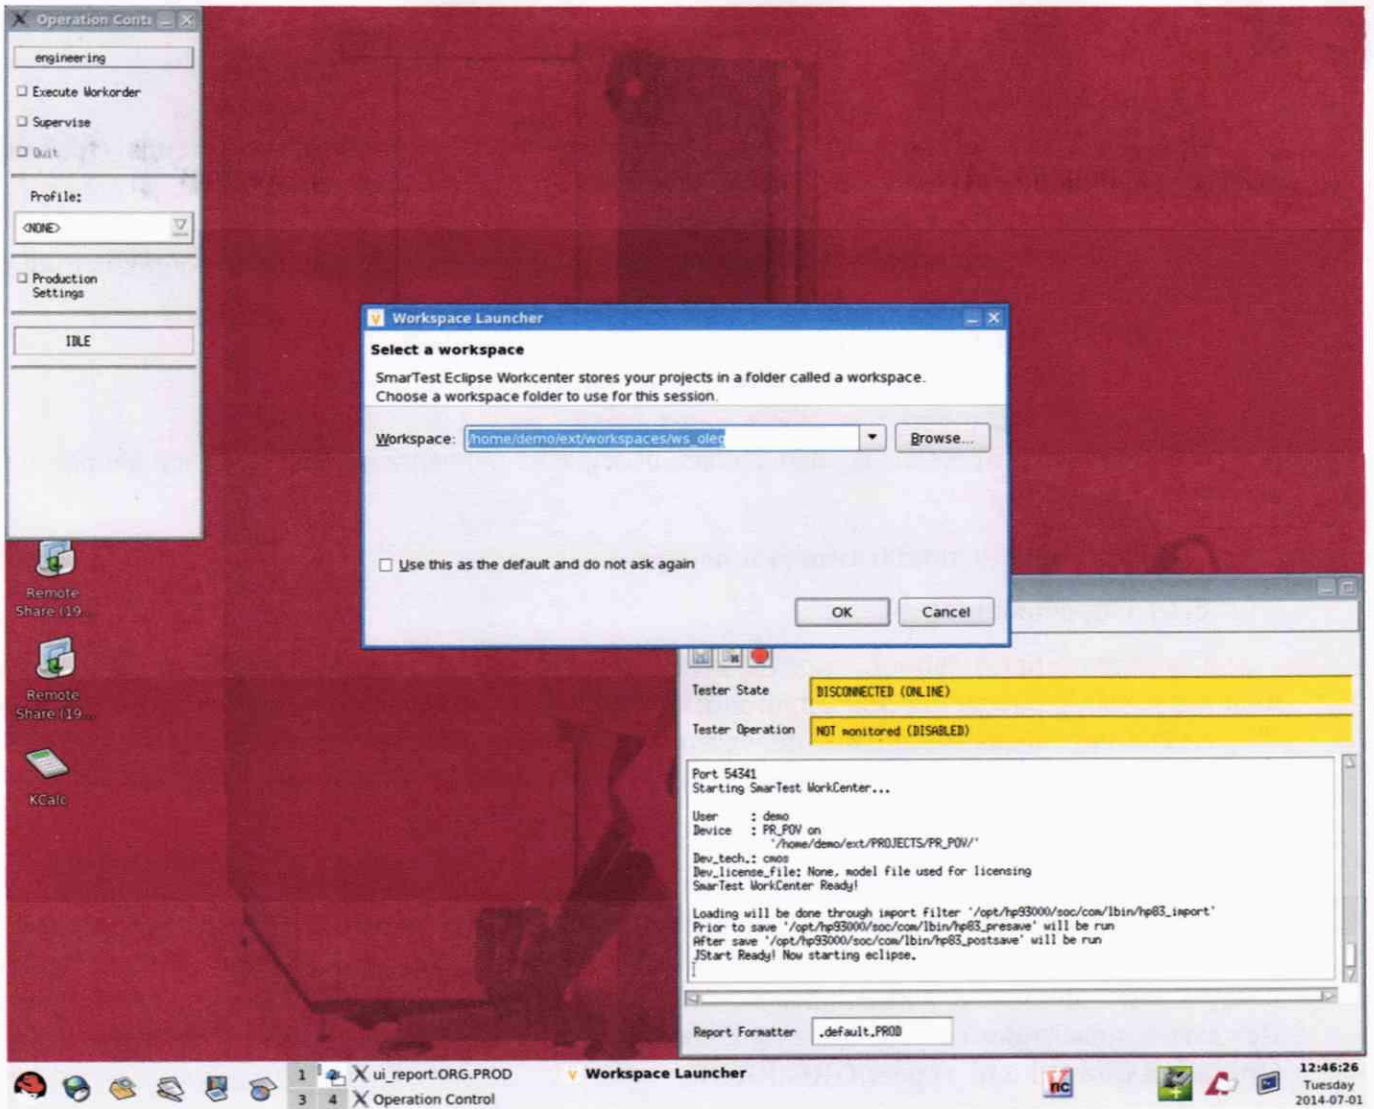 X Operation Contr
engineering
Execute Workorder
Supervise
Quit
Profile:
<NONE>
Production
Settings
IDLE
Workspace Launcher
Select a workspace
SmarTest Eclipse Workcenter stores your projects in a folder called a workspace.
Choose a workspace folder to use for this session.
Workspace: /home/demo/ext/workspaces/ws_oleg
Browse...
Use this as the default and do not ask again
OK
Cancel
Remote
Share (19...
Remote
Share (19...
KCalc
Tester State
DISCONNECTED (ONLINE)
Tester Operation
NOT monitored (DISABLED)
Port 54341
Starting SmarTest WorkCenter...
User : demo
Device : PR_POV on
'/home/demo/ext/PROJECTS/PR_POV/'
Dev_tech.: cmos
Dev_license_file: None, model file used for licensing
SmarTest WorkCenter Ready!
Loading will be done through import filter '/opt/hp93000/soc/com/lbin/hp83_import'
Prior to save '/opt/hp93000/soc/com/lbin/hp83_presave' will be run
After save '/opt/hp93000/soc/com/lbin/hp83_postsave' will be run
JStart Ready! Now starting eclipse.
Report Formatter
.default.PROD
1
3 4
X ui_report.ORG.PROD
X Operation Control
Workspace Launcher
nc
12:46:26
Tuesday
2014-07-01